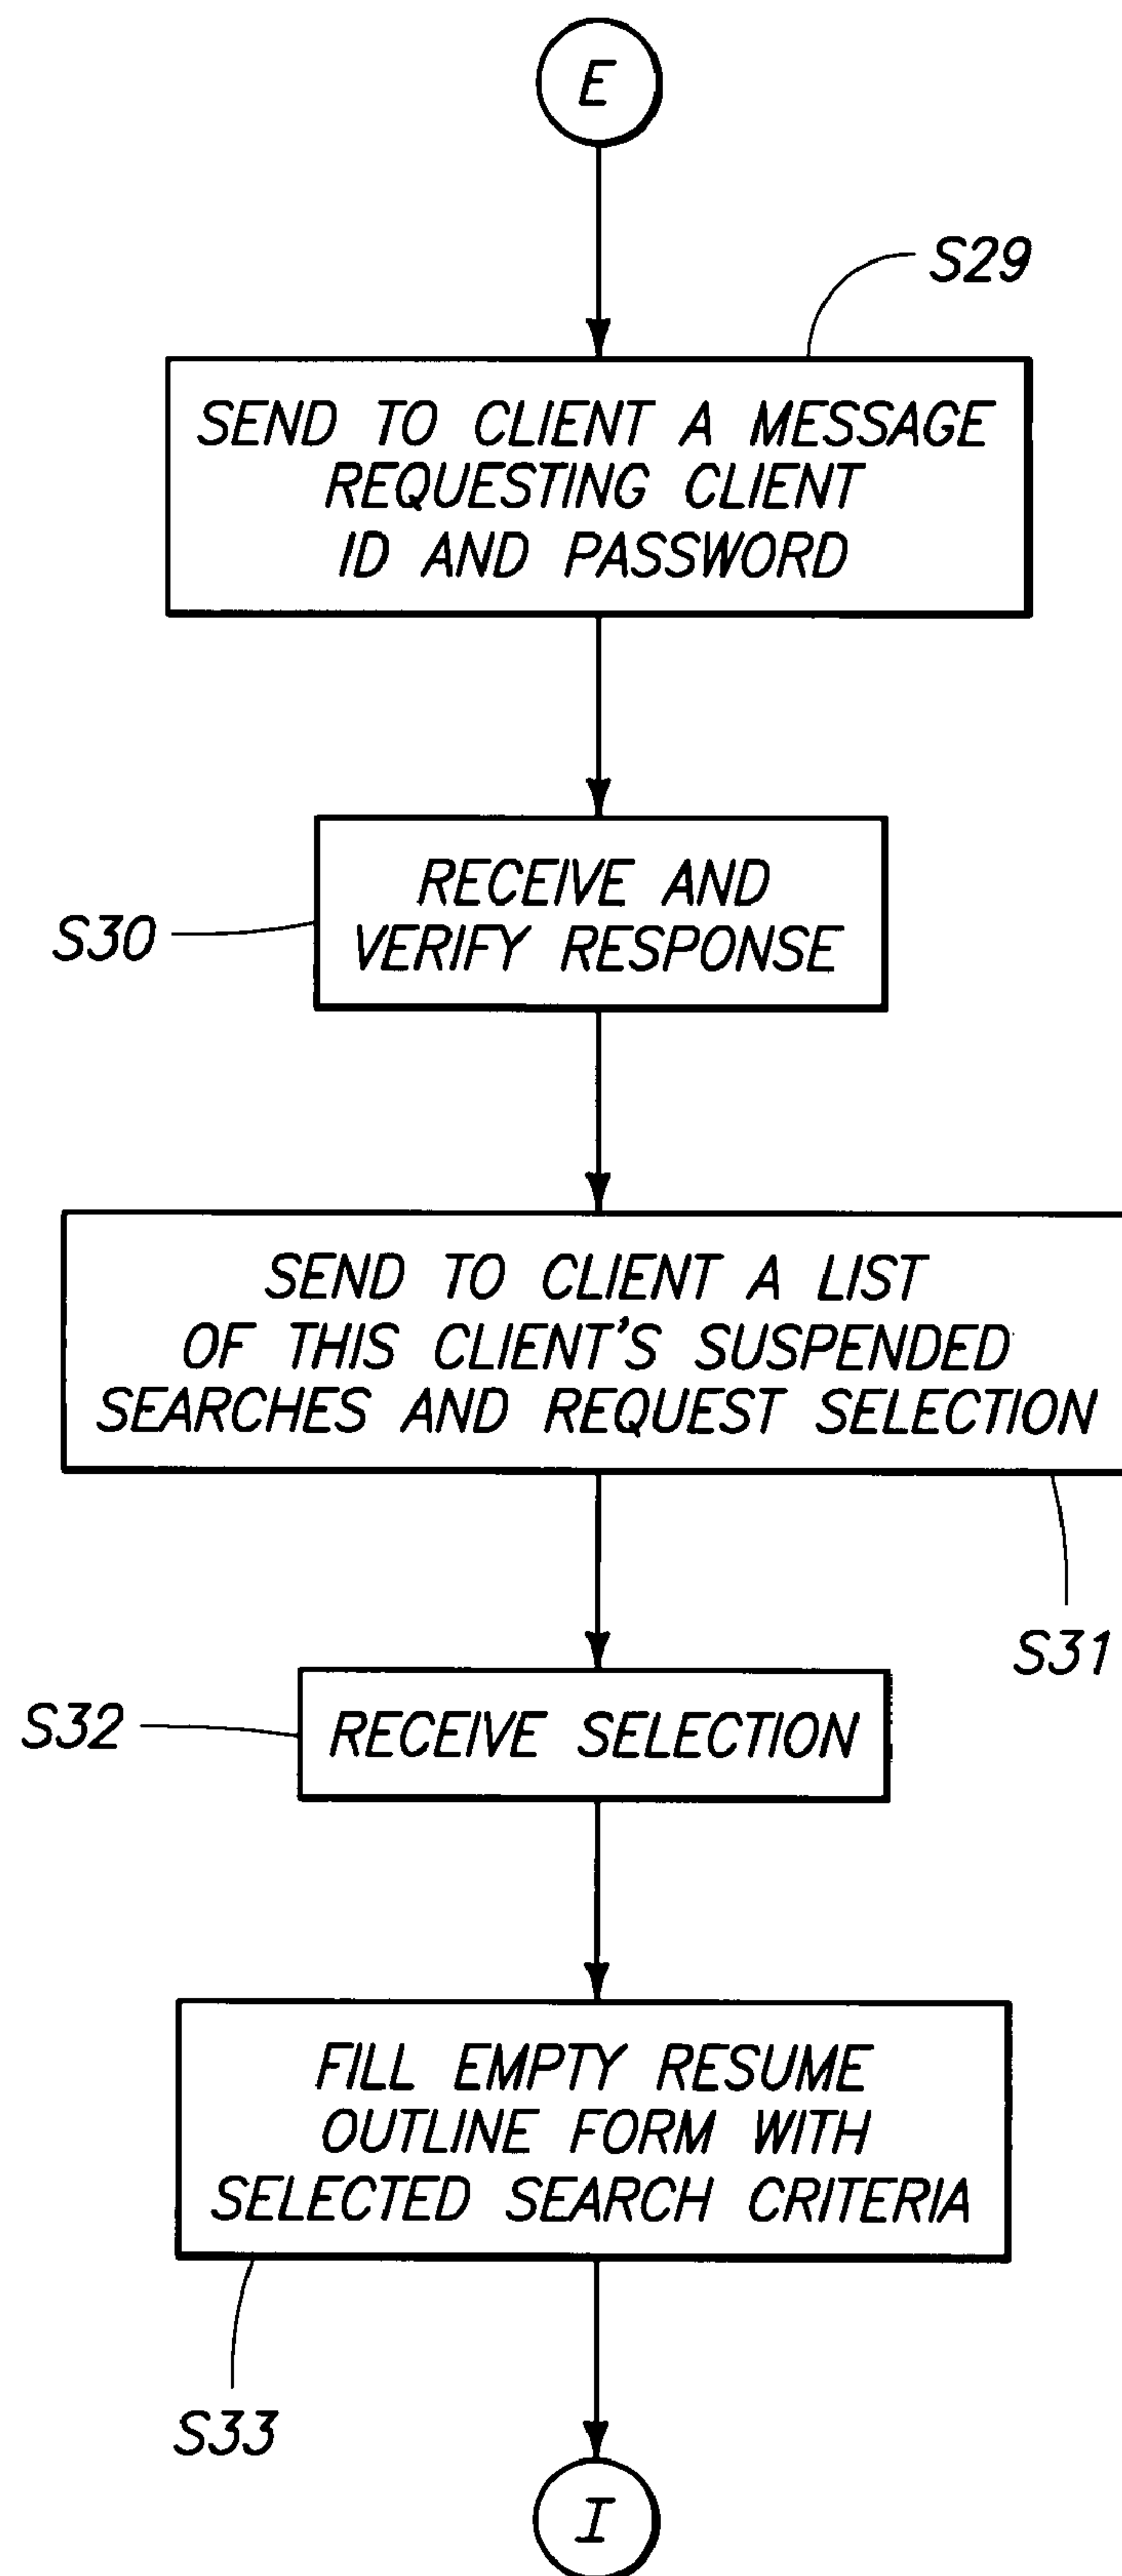 E
S29
SEND TO CLIENT A MESSAGE
REQUESTING CLIENT
ID AND PASSWORD
S30
RECEIVE AND
VERIFY RESPONSE
SEND TO CLIENT A LIST
OF THIS CLIENT'S SUSPENDED
SEARCHES AND REQUEST SELECTION
S31
S32
RECEIVE SELECTION
FILL EMPTY RESUME
OUTLINE FORM WITH
SELECTED SEARCH CRITERIA
S33
I